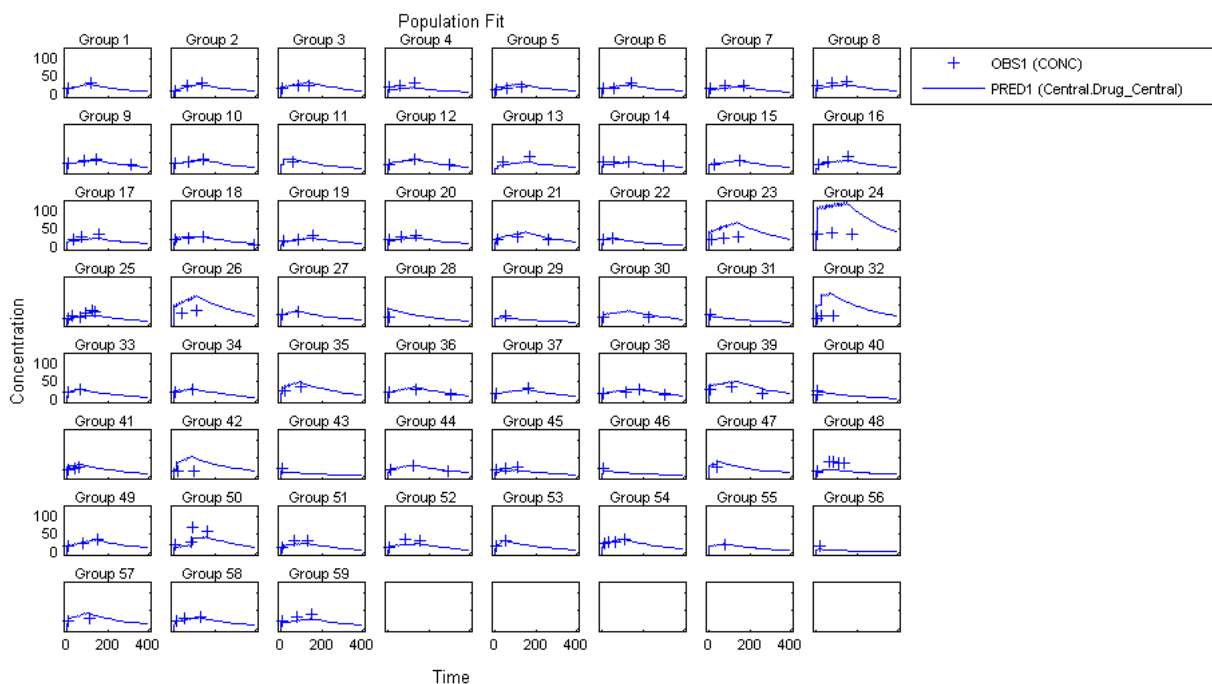 Population Fit
Group 1 Group 2 Group 3 Group 4 Group 5 Group 6 Group 7 Group 8
100
50
0
OBS1 (CONC)
PRED1 (Central.Drug_Central)
Group 9 Group 10 Group 11 Group 12 Group 13 Group 14 Group 15 Group 16
Group 17 Group 18 Group 19 Group 20 Group 21 Group 22 Group 23 Group 24
100
50
0
Group 25 Group 26 Group 27 Group 28 Group 29 Group 30 Group 31 Group 32
Concentration
Group 33 Group 34 Group 35 Group 36 Group 37 Group 38 Group 39 Group 40
100
50
0
Group 41 Group 42 Group 43 Group 44 Group 45 Group 46 Group 47 Group 48
Group 49 Group 50 Group 51 Group 52 Group 53 Group 54 Group 55 Group 56
100
50
0
Group 57 Group 58 Group 59
0 200 400 0 200 400 0 200 400 0 200 400
Time